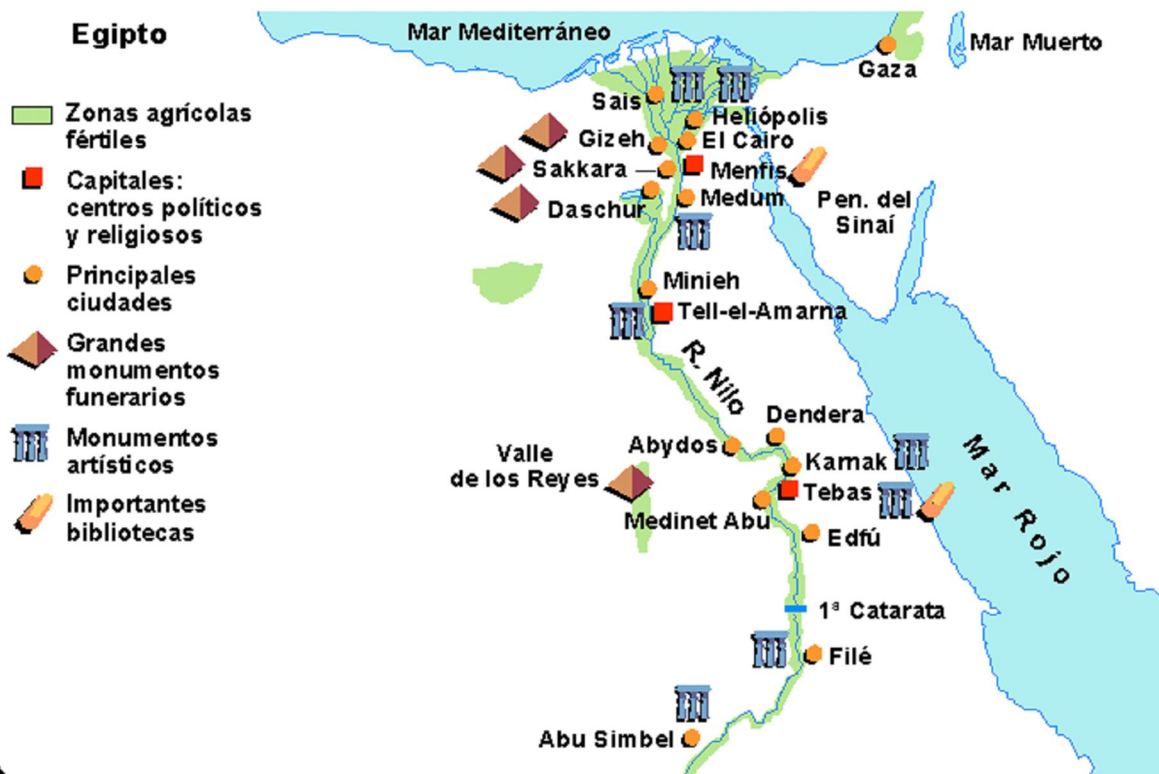 Egipto
Zonas agrícolas
fértiles
Capitales:
centros políticos
y religiosos
Principales
ciudades
Grandes
monumentos
funerarios
Monumentos
artísticos
Importantes
bibliotecas
Mar Mediterráneo
Mar Muerto
Gaza
Sais
Heliópolis
Gizeh
El Cairo
Sakkara
Menfis
Daschur
Medum
Pen. del
Sinaí
Minieh
Tell-el-Amarna
R. Nilo
Dendera
Abydos
Karnak
Valle
de los Reyes
Tebas
Medinet Abu
Edfú
Mar Rojo
1ª Catarata
Filé
Abu Simbel